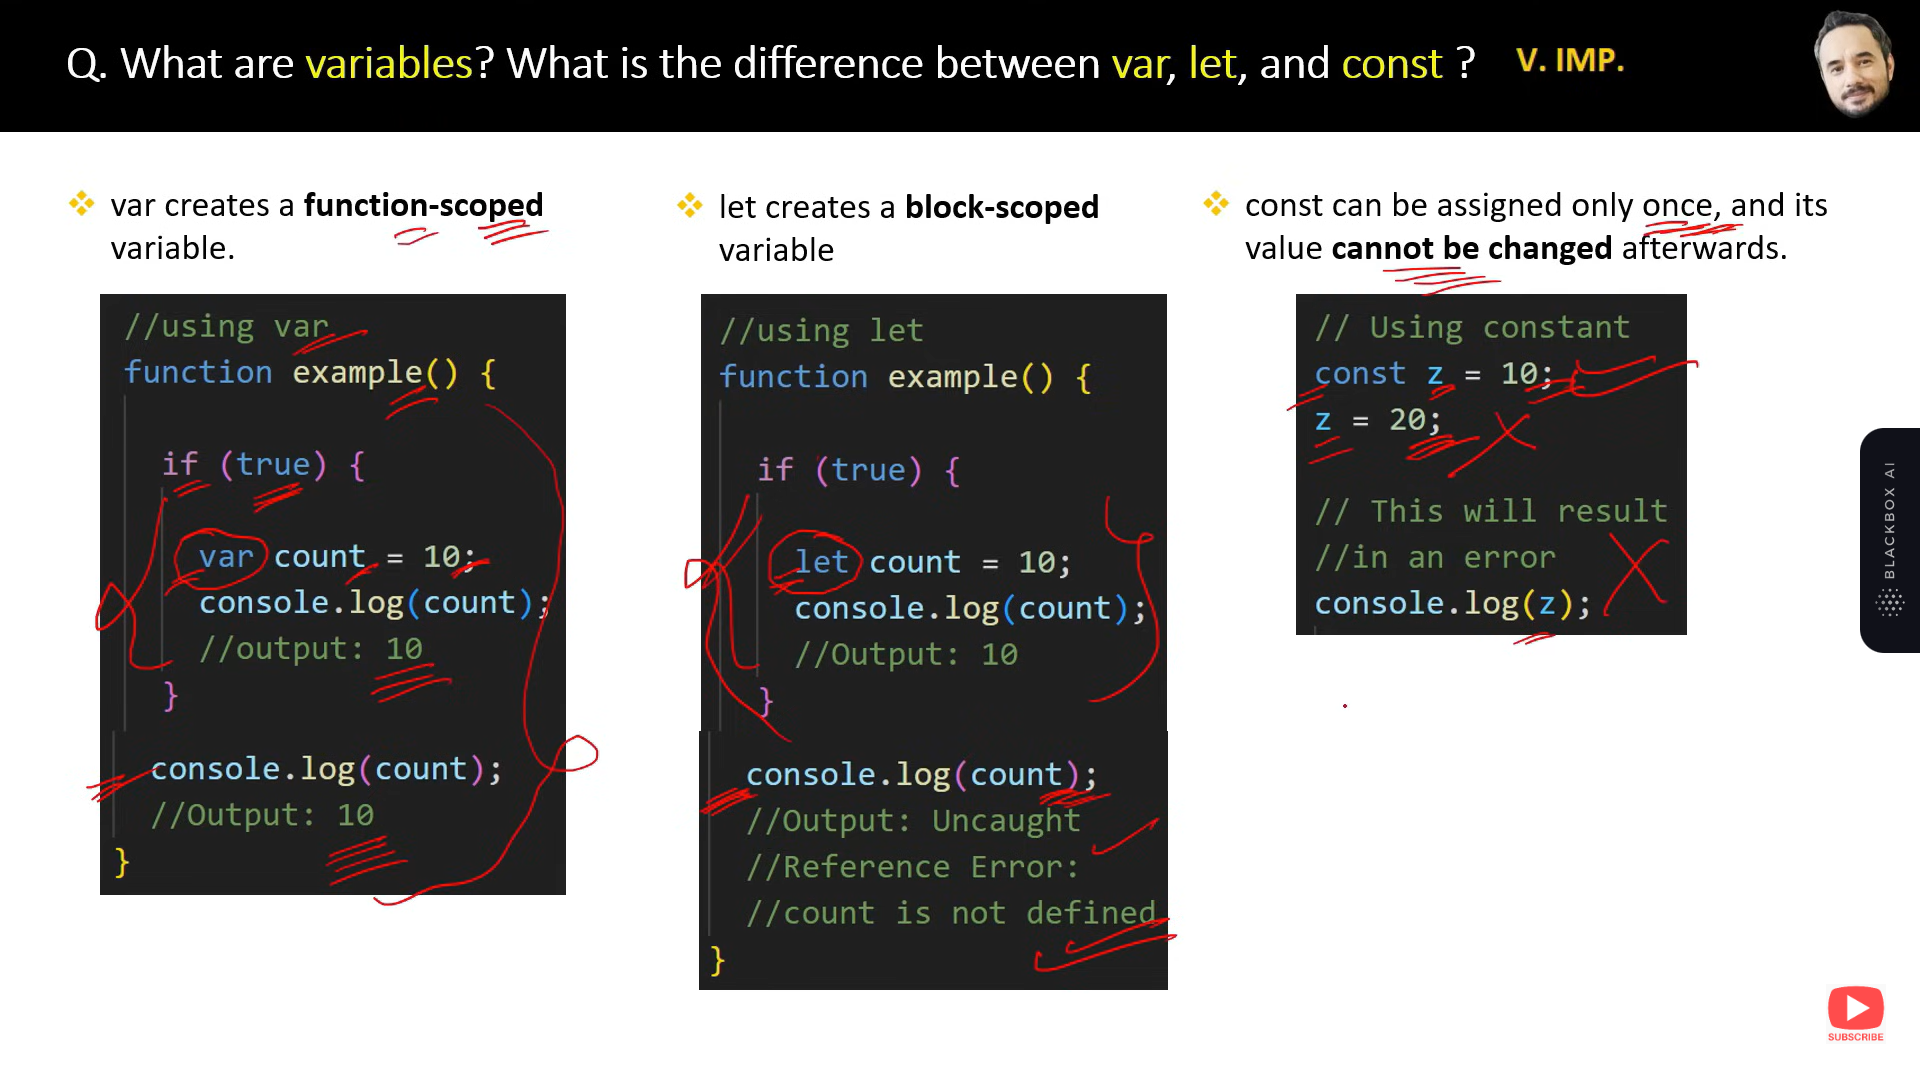 Q. What are variables? What is the difference between var, let, and const ? V. IMP.
var creates a function-scoped
variable.
//using var
function example() {
if (true) {
var count = 10;
console.log(count);
//output: 10
}
console.log(count);
//Output: 10
}
let creates a block-scoped
variable
//using let
function example() {
if (true) {
let count = 10;
console.log(count);
//Output: 10
}
console.log(count);
//Output: Uncaught
//Reference Error:
//count is not defined
}
const can be assigned only once, and its
value cannot be changed afterwards.
// Using constant
const z = 10;
z = 20;
// This will result
//in an error
console.log(z);
BLACKBOX AI
SUBSCRIBE